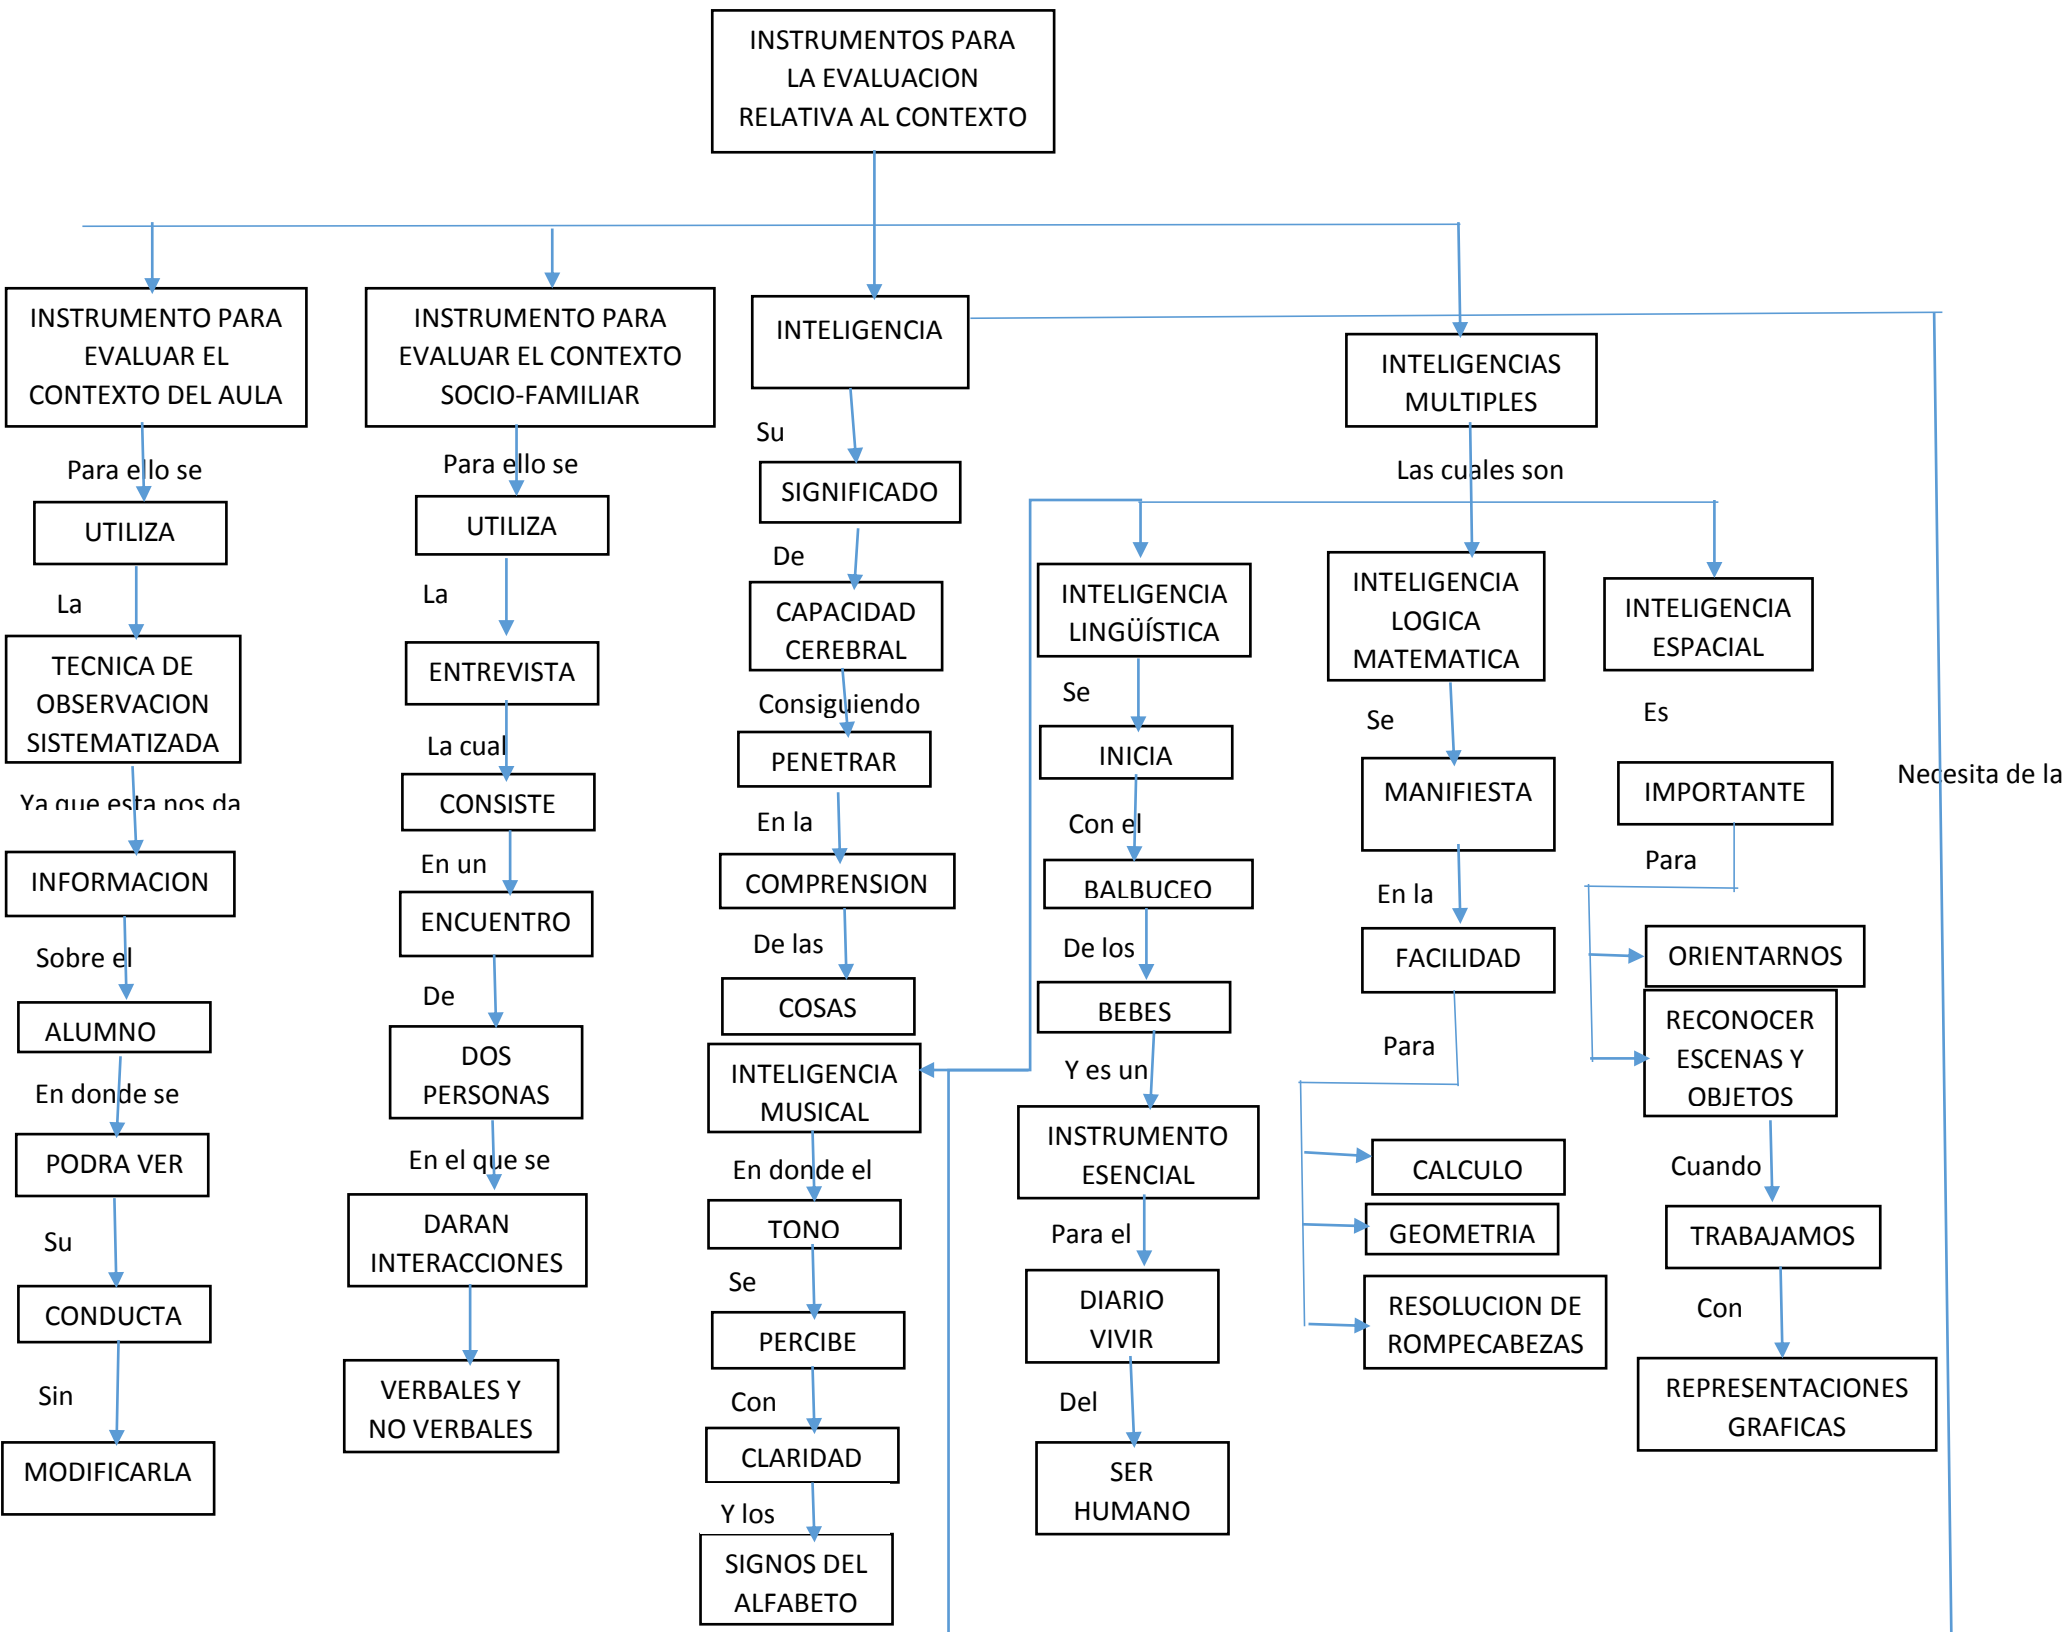 INSTRUMENTOS PARA
LA EVALUACION
RELATIVA AL CONTEXTO
INSTRUMENTO PARA
EVALUAR EL
CONTEXTO DEL AULA
Para ello se
UTILIZA
La
TECNICA DE
OBSERVACION
SISTEMATIZADA
Ya que esta nos da
INFORMACION
Sobre el
ALUMNO
En donde se
PODRA VER
Su
CONDUCTA
Sin
MODIFICARLA
INSTRUMENTO PARA
EVALUAR EL CONTEXTO
SOCIO-FAMILIAR
Para ello se
UTILIZA
La
ENTREVISTA
La cual
CONSISTE
En un
ENCUENTRO
De
DOS
PERSONAS
En el que se
DARAN
INTERACCIONES
VERBALES Y
NO VERBALES
INTELIGENCIA
Su
SIGNIFICADO
De
CAPACIDAD
CEREBRAL
Consiguiendo
PENETRAR
En la
COMPRENSION
De las
COSAS
INTELIGENCIA
MUSICAL
En donde el
TONO
Se
PERCIBE
Con
CLARIDAD
Y los
SIGNOS DEL
ALFABETO
INTELIGENCIAS
MULTIPLES
Las cuales son
INTELIGENCIA
LINGÜÍSTICA
Se
INICIA
Con el
BALBUCEO
De los
BEBES
Y es un
INSTRUMENTO
ESENCIAL
Para el
DIARIO
VIVIR
Del
SER
HUMANO
INTELIGENCIA
LOGICA
MATEMATICA
Se
MANIFIESTA
En la
FACILIDAD
Para
CALCULO
GEOMETRIA
RESOLUCION DE
ROMPECABEZAS
INTELIGENCIA
ESPACIAL
Es
IMPORTANTE
Para
ORIENTARNOS
RECONOCER
ESCENAS Y
OBJETOS
Cuando
TRABAJAMOS
Con
REPRESENTACIONES
GRAFICAS
Necesita de la